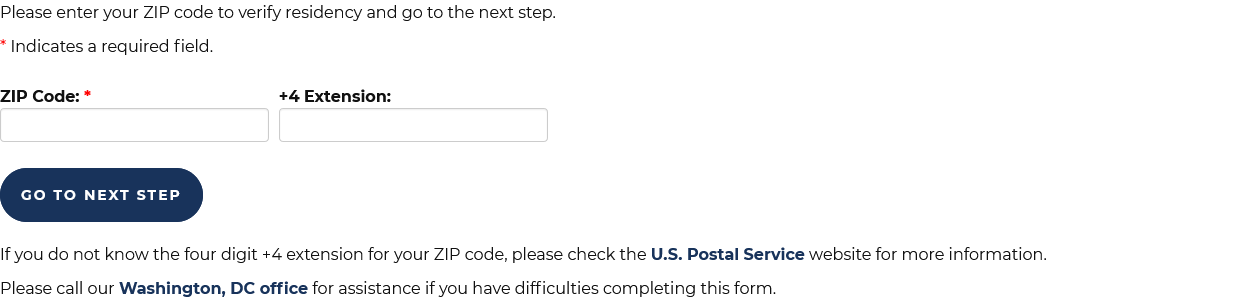 Please enter your ZIP code to verify residency and go to the next step.
* Indicates a required field.
ZIP Code: * +4 Extension:
GO TO NEXT STEP
If you do not know the four digit +4 extension for your ZIP code, please check the U.S. Postal Service website for more information.
Please call our Washington, DC office for assistance if you have difficulties completing this form.